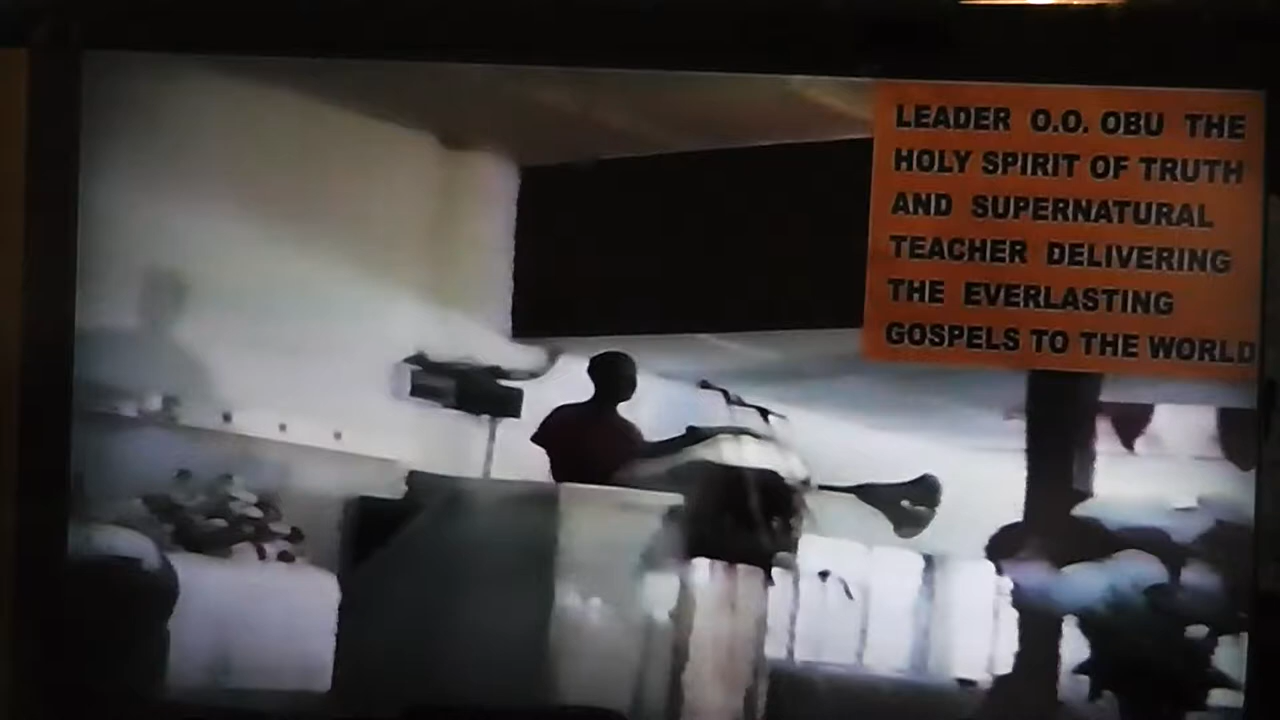 LEADER O.O. OBU THE
HOLY SPIRIT OF TRUTH
AND SUPERNATURAL
TEACHER DELIVERING
THE EVERLASTING
GOSPELS TO THE WORLD